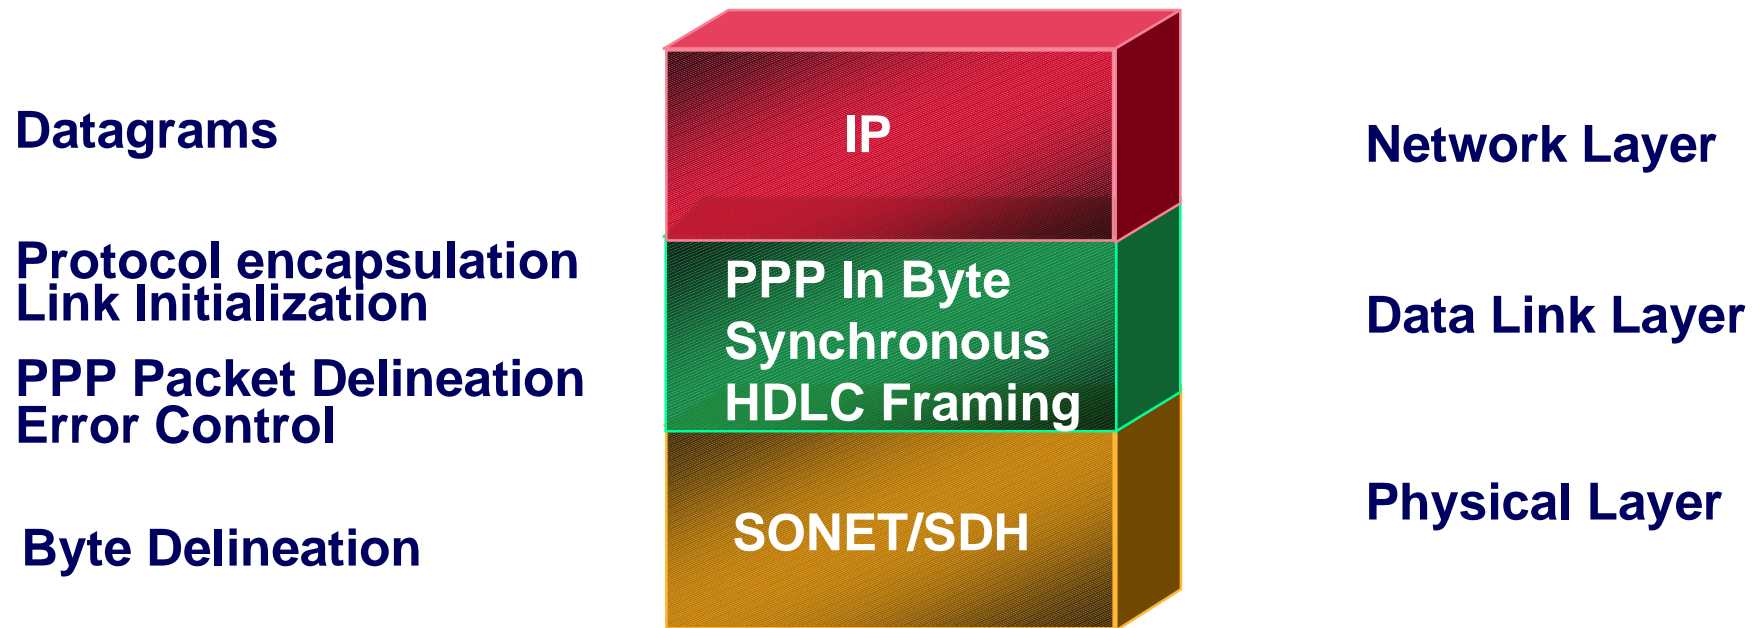 Datagrams
IP
Network Layer
Protocol encapsulation
Link Initialization
PPP Packet Delineation
Error Control
PPP In Byte
Synchronous
HDLC Framing
Data Link Layer
Byte Delineation
SONET/SDH
Physical Layer